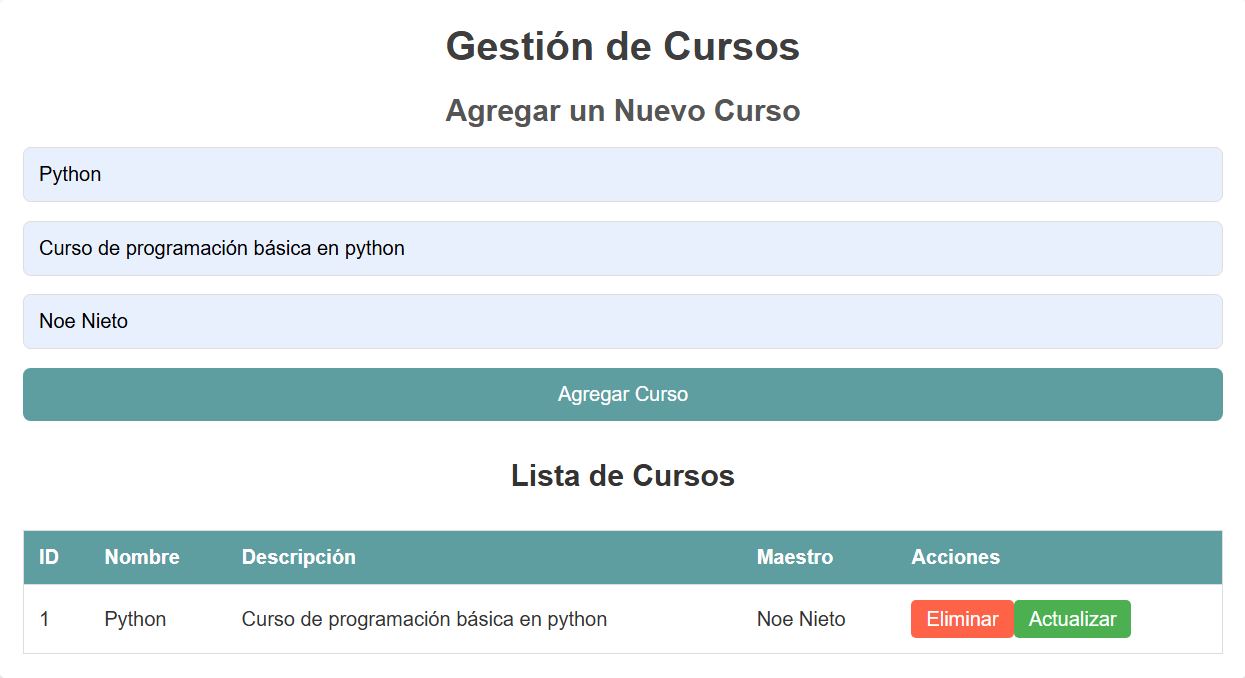 Gestión de Cursos
Agregar un Nuevo Curso
Python
Curso de programación básica en python
Noe Nieto
Agregar Curso
Lista de Cursos
ID Nombre Descripción Maestro Acciones
1 Python Curso de programación básica en python Noe Nieto Eliminar Actualizar